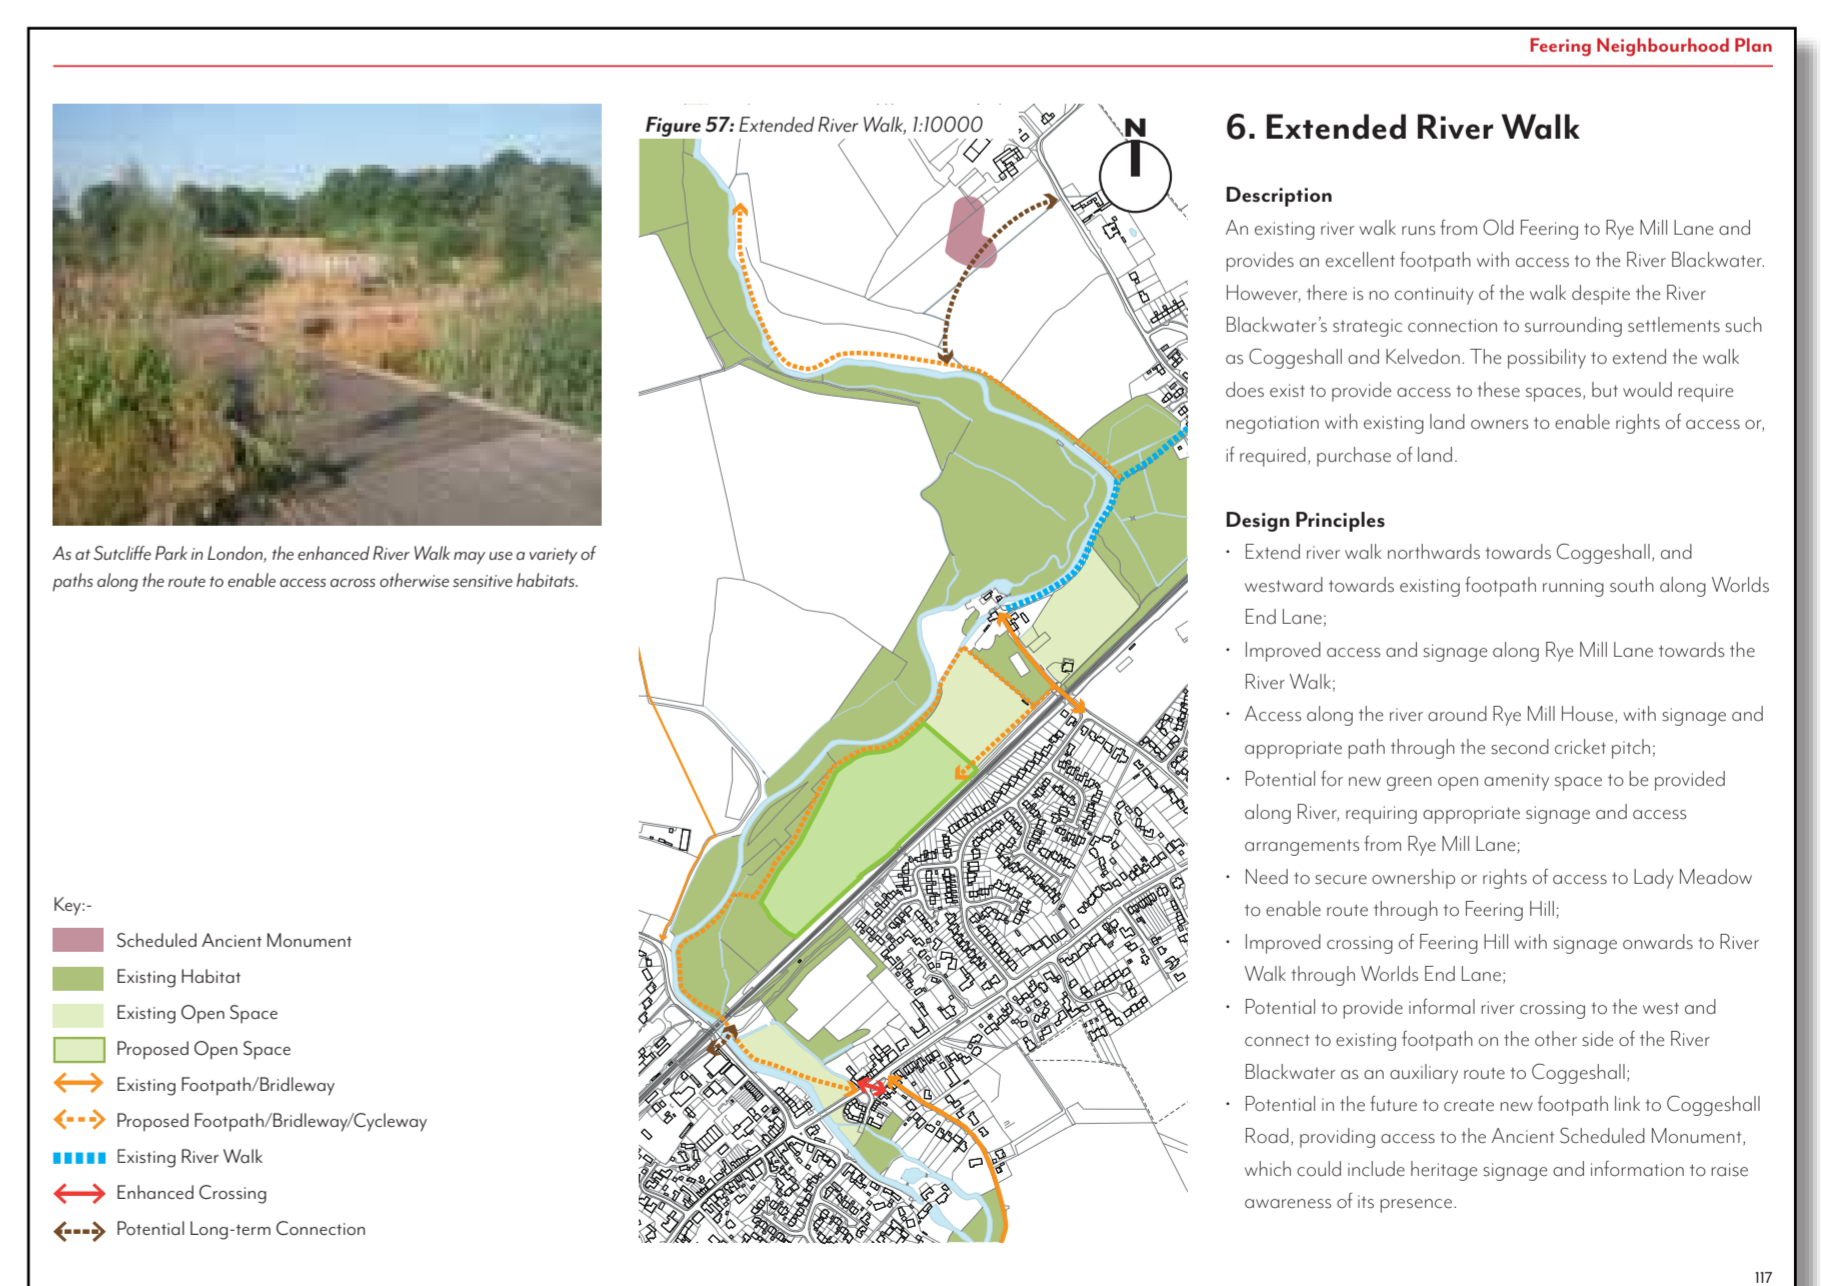 Feering Neighbourhood Plan
Figure 57: Extended River Walk, 1:10000
N
As at Sutcliffe Park in London, the enhanced River Walk may use a variety of
paths along the route to enable access across otherwise sensitive habitats.
Key:-
Scheduled Ancient Monument
Existing Habitat
Existing Open Space
Proposed Open Space
Existing Footpath/Bridleway
Proposed Footpath/Bridleway/Cycleway
Existing River Walk
Enhanced Crossing
Potential Long-term Connection
6. Extended River Walk
Description
An existing river walk runs from Old Feering to Rye Mill Lane and
provides an excellent footpath with access to the River Blackwater.
However, there is no continuity of the walk despite the River
Blackwater's strategic connection to surrounding settlements such
as Coggeshall and Kelvedon. The possibility to extend the walk
does exist to provide access to these spaces, but would require
negotiation with existing land owners to enable rights of access or,
if required, purchase of land.
Design Principles
• Extend river walk northwards towards Coggeshall, and
westward towards existing footpath running south along Worlds
End Lane;
• Improved access and signage along Rye Mill Lane towards the
River Walk;
• Access along the river around Rye Mill House, with signage and
appropriate path through the second cricket pitch;
• Potential for new green open amenity space to be provided
along River, requiring appropriate signage and access
arrangements from Rye Mill Lane;
• Need to secure ownership or rights of access to Lady Meadow
to enable route through to Feering Hill;
• Improved crossing of Feering Hill with signage onwards to River
Walk through Worlds End Lane;
• Potential to provide informal river crossing to the west and
connect to existing footpath on the other side of the River
Blackwater as an auxiliary route to Coggeshall;
• Potential in the future to create new footpath link to Coggeshall
Road, providing access to the Ancient Scheduled Monument,
which could include heritage signage and information to raise
awareness of its presence.
117